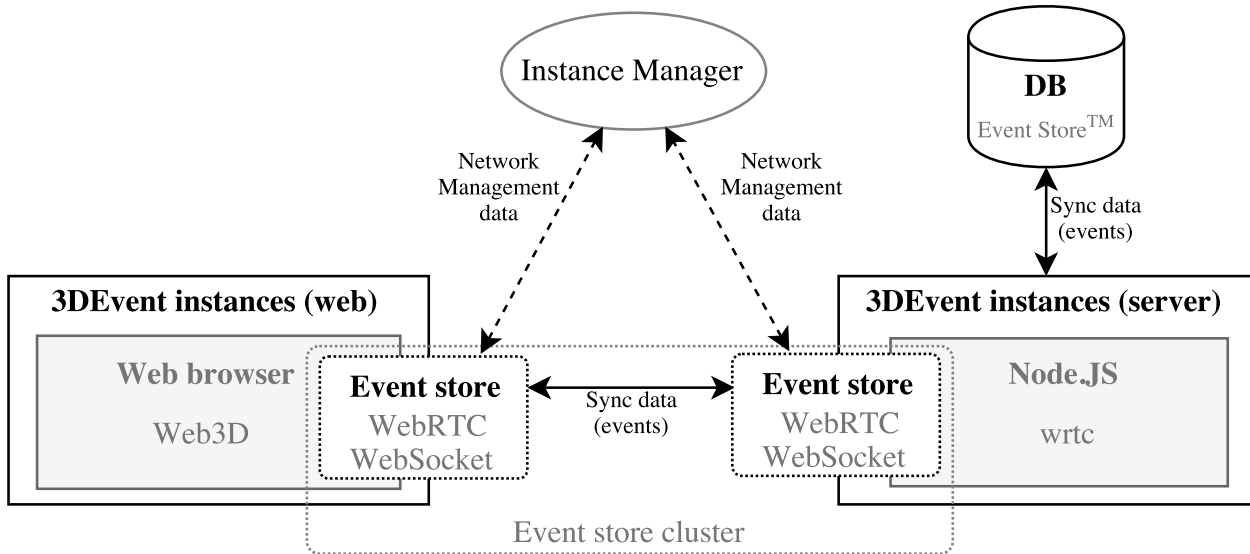 Instance Manager
DB
Event Store™
Network
Management
data
Network
Management
data
Sync data
(events)
3DEvent instances (web)
3DEvent instances (server)
Web browser
Web3D
Event store
WebRTC
WebSocket
Sync data
(events)
Event store
WebRTC
WebSocket
Node.JS
wrtc
Event store cluster